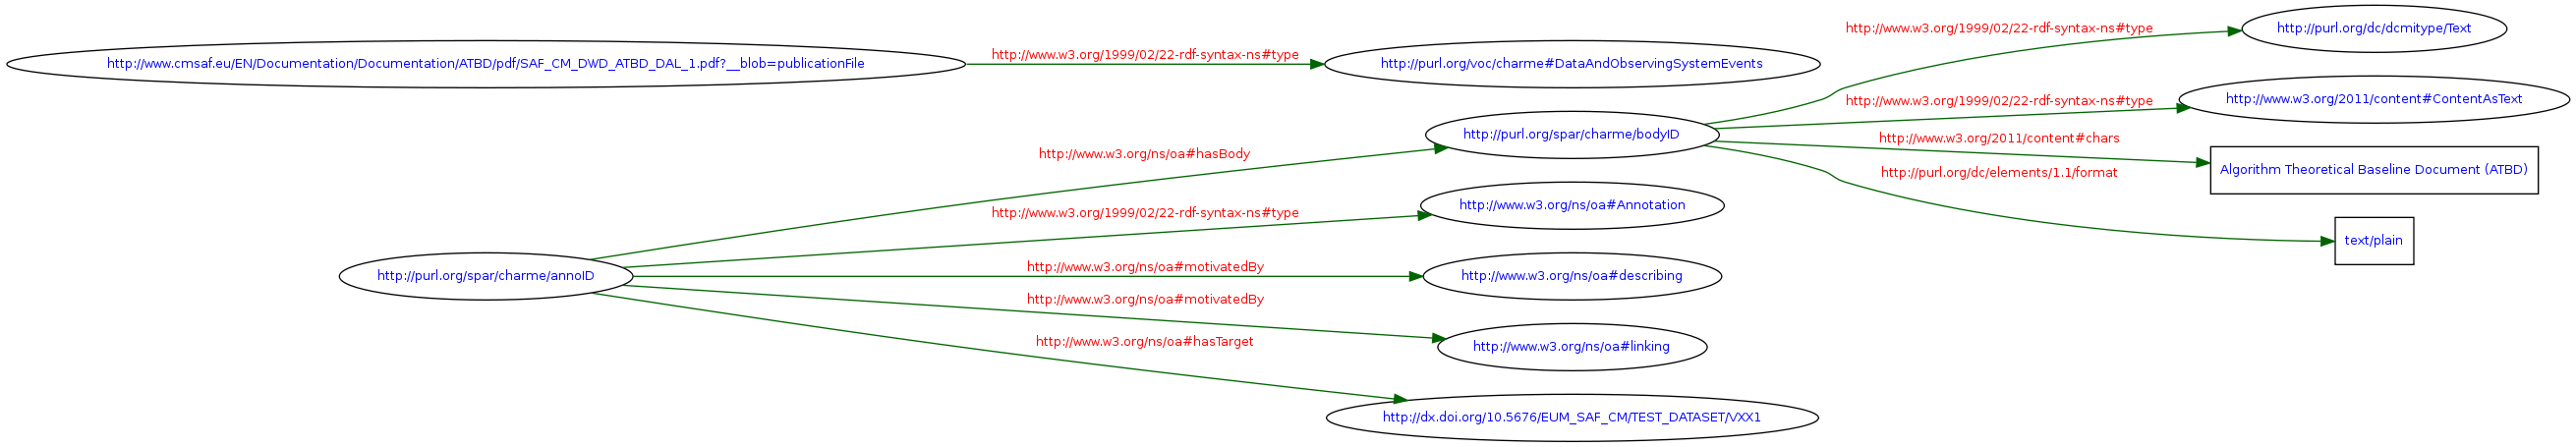 http://www.cmsaf.eu/EN/Documentation/Documentation/ATBD/pdf/SAF_CM_DWD_ATBD_DAL_1.pdf?__blob=publicationFile
http://www.w3.org/1999/02/22-rdf-syntax-ns#type
http://purl.org/voc/charme#DataAndObservingSystemEvents
http://purl.org/spar/charme/annoID
http://www.w3.org/ns/oa#hasBody
http://purl.org/spar/charme/bodyID
http://www.w3.org/1999/02/22-rdf-syntax-ns#type
http://www.w3.org/ns/oa#Annotation
http://www.w3.org/ns/oa#motivatedBy
http://www.w3.org/ns/oa#describing
http://www.w3.org/ns/oa#motivatedBy
http://www.w3.org/ns/oa#linking
http://www.w3.org/ns/oa#hasTarget
http://dx.doi.org/10.5676/EUM_SAF_CM/TEST_DATASET/VXX1
http://www.w3.org/1999/02/22-rdf-syntax-ns#type
http://purl.org/dc/dcmitype/Text
http://www.w3.org/1999/02/22-rdf-syntax-ns#type
http://www.w3.org/2011/content#ContentAsText
http://www.w3.org/2011/content#chars
Algorithm Theoretical Baseline Document (ATBD)
http://purl.org/dc/elements/1.1/format
text/plain